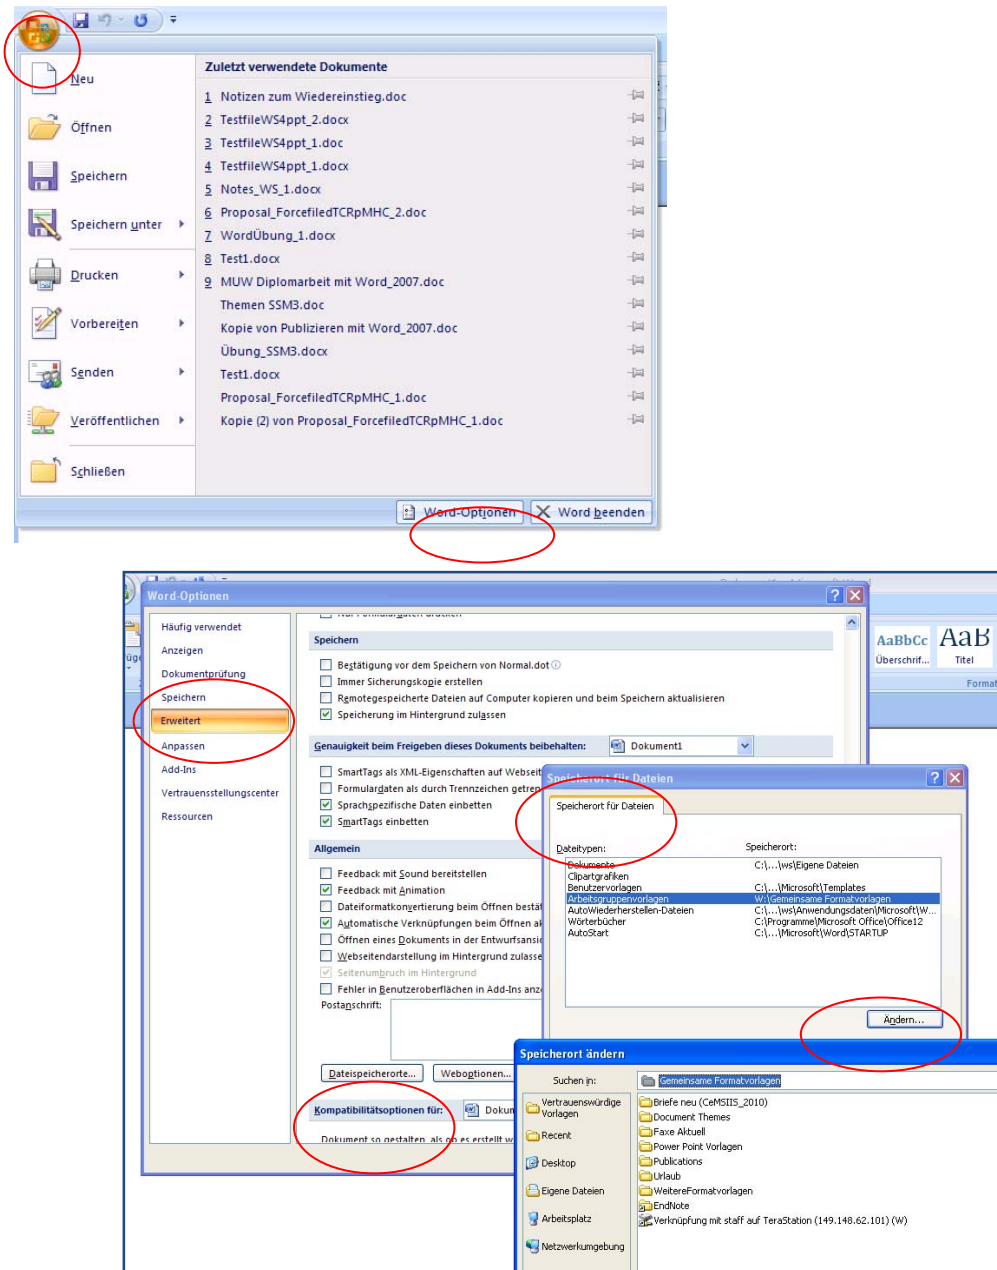 Neu
Öffnen
Speichern
Speichern unter
Drucken
Vorbereiten
Senden
Veröffentlichen
Schließen
Zuletzt verwendete Dokumente
1 Notizen zum Wiedereinstieg.doc
2 TestfileWS4ppt_2.docx
3 TestfileWS4ppt_1.doc
4 TestfileWS4ppt_1.docx
5 Notes_WS_1.docx
6 Proposal_ForcefiledTCRpMHC_2.doc
7 WordÜbung_1.docx
8 Test1.docx
9 MUW Diplomarbeit mit Word_2007.doc
Themen SSM3.doc
Kopie von Publizieren mit Word_2007.doc
Übung_SSM3.docx
Test1.docx
Proposal_ForcefiledTCRpMHC_1.doc
Kopie (2) von Proposal_ForcefiledTCRpMHC_1.doc
Word-Optionen
Word beenden
Word-Optionen
Häufig verwendet
Anzeigen
Dokumentprüfung
Speichern
Erweitert
Anpassen
Add-Ins
Vertrauensstellungscenter
Ressourcen
Speichern
Bestätigung vor dem Speichern von Normal.dot
Immer Sicherungskopie erstellen
Remotegespeicherte Dateien auf Computer kopieren und beim Speichern aktualisieren
Speicherung im Hintergrund zulassen
Genauigkeit beim Freigeben dieses Dokuments beibehalten: Dokument1
SmartTags als XML-Eigenschaften auf Webseit
Formulardaten als durch Trennzeichen getren
Sprachspezifische Daten einbetten
SmartTags einbetten
Allgemein
Feedback mit Sound bereitstellen
Feedback mit Animation
Dateiformatkonvertierung beim Öffnen bestät
Automatische Verknüpfungen beim Öffnen ak
Öffnen eines Dokuments in der Entwurfsansic
Webseitendarstellung im Hintergrund zulasse
Seitenumbruch im Hintergrund
Fehler in Benutzeroberflächen in Add-Ins anz
Postanschrift:
Dateispeicherorte... Weboptionen...
Kompatibilitätsoptionen für: Dokun
Dokument so gestalten, als ob es erstellt w
AaBbCc AaB
Überschrif... Titel
Format
Speicherort für Dateien
Speicherort für Dateien
Dateitypen: Speicherort:
Dokumente C:\...\ws\Eigene Dateien
Clipartgrafiken
Benutzervorlagen C:\...\Microsoft\Templates
Arbeitsgruppenvorlagen W:\Gemeinsame Formatvorlagen
AutoWiederherstellen-Dateien C:\...\ws\Anwendungsdaten\Microsoft\W...
Wörterbücher C:\Programme\Microsoft Office\Office12
AutoStart C:\...\Microsoft\Word\STARTUP
Ändern...
Speicherort ändern
Suchen in: Gemeinsame Formatvorlagen
Vertrauenswürdige
Vorlagen
Recent
Desktop
Eigene Dateien
Arbeitsplatz
Netzwerkumgebung
Briefe neu (CeMSIIS_2010)
Document Themes
Faxe Aktuell
Power Point Vorlagen
Publications
Urlaub
WeitereFormatvorlagen
EndNote
Verknüpfung mit staff auf TeraStation (149.148.62.101) (W)